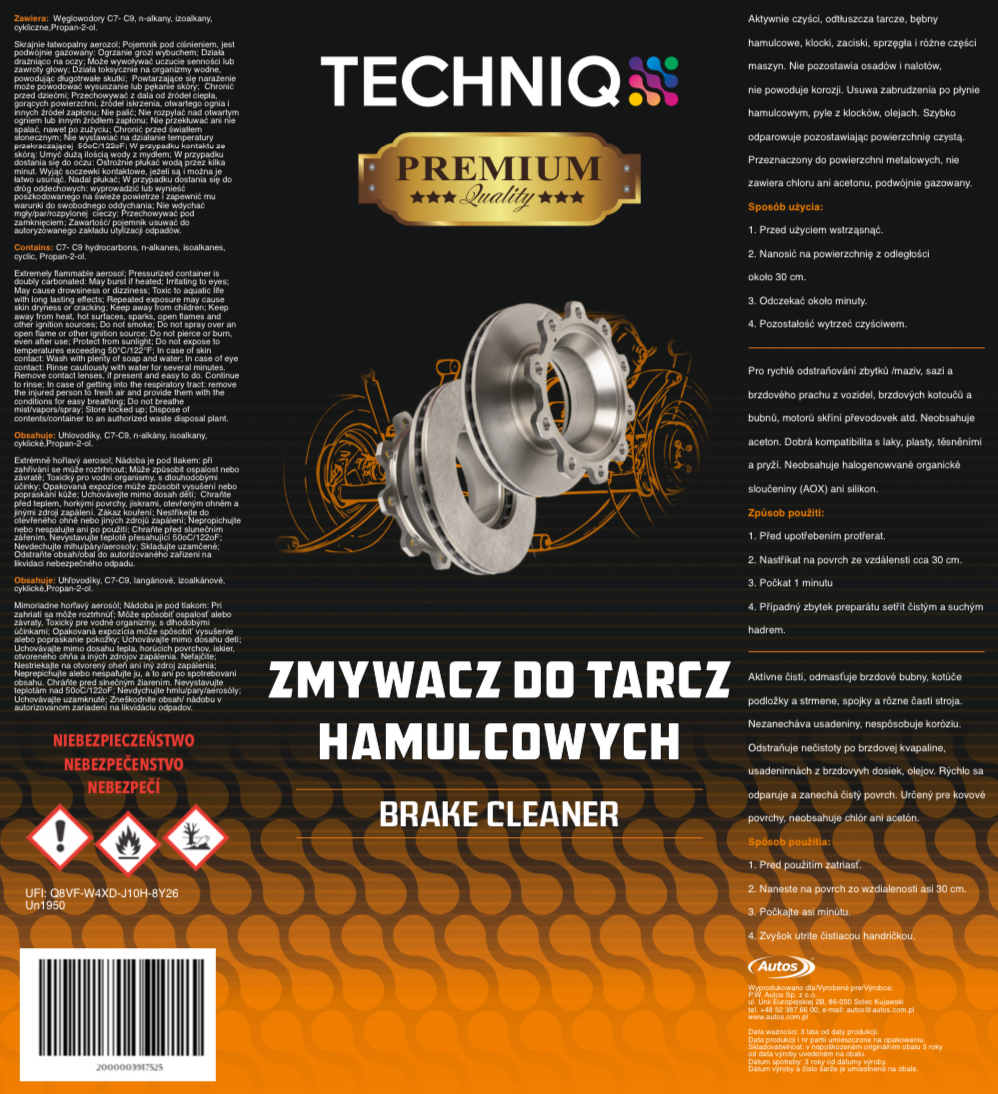 Zawiera: Węglowodory C7- C9, n-alkany, izoalkany,
cykliczne,Propan-2-ol.
Skrajnie łatwopalny aerozol; Pojemnik pod ciśnieniem, jest
podwójnie gazowany: Ogrzanie grozi wybuchem; Działa
drażniąco na oczy; Może wywoływać uczucie senności lub
zawroty głowy; Działa toksycznie na organizmy wodne,
powodując długotrwałe skutki; Powtarzające się narażenie
może powodować wysuszanie lub pękanie skóry; Chronić
przed dziećmi; Przechowywać z dala od źródeł ciepła,
gorących powierzchni, źródeł iskrzenia, otwartego ognia i
innych źródeł zapłonu; Nie palić; Nie rozpylać nad otwartym
ogniem lub innym źródłem zapłonu; Nie przekłuwać ani nie
spalać, nawet po zużyciu; Chronić przed światłem
słonecznym; Nie wystawiać na działanie temperatury
przekraczającej 50oC/122oF; W przypadku kontaktu ze
skórą: Umyć dużą ilością wody z mydłem; W przypadku
dostania się do oczu: Ostrożnie płukać wodą przez kilka
minut. Wyjąć soczewki kontaktowe, jeżeli są i można je
łatwo usunąć. Nadal płukać; W przypadku dostania się do
dróg oddechowych: wyprowadzić lub wynieść
poszkodowanego na świeże powietrze i zapewnić mu
warunki do swobodnego oddychania; Nie wdychać
mgły/par/rozpylonej cieczy; Przechowywać pod
zamknięciem; Zawartość/ pojemnik usuwać do
autoryzowanego zakładu utylizacji odpadów.
Contains: C7- C9 hydrocarbons, n-alkanes, isoalkanes,
cyclic, Propan-2-ol.
Extremely flammable aerosol; Pressurized container is
doubly carbonated: May burst if heated; Irritating to eyes;
May cause drowsiness or dizziness; Toxic to aquatic life
with long lasting effects; Repeated exposure may cause
skin dryness or cracking; Keep away from children; Keep
away from heat, hot surfaces, sparks, open flames and
other ignition sources; Do not smoke; Do not spray over an
open flame or other ignition source; Do not pierce or burn,
even after use; Protect from sunlight; Do not expose to
temperatures exceeding 50°C/122°F; In case of skin
contact: Wash with plenty of soap and water; In case of eye
contact: Rinse cautiously with water for several minutes.
Remove contact lenses, if present and easy to do. Continue
to rinse; In case of getting into the respiratory tract: remove
the injured person to fresh air and provide them with the
conditions for easy breathing; Do not breathe
mist/vapors/spray; Store locked up; Dispose of
contents/container to an authorized waste disposal plant.
Obsahuje: Uhlovodíky, C7-C9, n-alkány, isoalkany,
cyklické,Propan-2-ol.
Extrémně hořlavý aerosol; Nádoba je pod tlakem: při
zahřívání se může roztrhnout; Může způsobit ospalost nebo
závratě; Toxický pro vodní organismy, s dlouhodobými
účinky; Opakovaná expozice může způsobit vysušení nebo
popraskání kůže; Uchovávejte mimo dosah dětí; Chraňte
před teplem, horkými povrchy, jiskrami, otevřeným ohněm a
jinými zdroji zapálení. Zákaz kouření; Nestříkejte do
otevřeného ohně nebo jiných zdrojů zapálení; Nepropichujte
nebo nespalujte ani po použití; Chraňte před slunečním
zářením. Nevystavujte teplotě přesahující 50oC/122oF;
Nevdechujte mlhu/páry/aerosoly; Skladujte uzamčené;
Odstraňte obsah/obal do autorizovaného zařízení na
likvidaci nebezpečného odpadu.
Obsahuje: Uhľovodíky, C7-C9, langánové, izoalkánové,
cyklické,Propan-2-ol.
Mimoriadne horľavý aerosól; Nádoba je pod tlakom: Pri
zahriatí sa môže roztrhnúť; Môže spôsobiť ospalosť alebo
závraty, Toxický pre vodné organizmy, s dlhodobými
účinkami; Opakovaná expozícia môže spôsobiť vysušenie
alebo popraskanie pokožky; Uchovávajte mimo dosahu detí;
Uchovávajte mimo dosahu tepla, horúcich povrchov, iskier,
otvoreného ohňa a iných zdrojov zapálenia. Nefajčite;
Nestriekajte na otvorený oheň ani iný zdroj zapálenia;
Neprepichujte alebo nespaľujte ju, a to ani po spotrebovaní
obsahu. Chráňte pred slnečným žiarením. Nevystavujte
teplotám nad 50oC/122oF; Nevdychujte hmlu/pary/aerosóly;
Uchovávajte uzamknuté; Zneškodnite obsah/ nádobu v
autorizovanom zariadení na likvidáciu odpadov.
NIEBEZPIECZEŃSTWO
NEBEZPEČENSTVO
NEBEZPEČÍ
UFI: Q8VF-W4XD-J10H-8Y26
Un1950
2000003917525
TECHNIQ
PREMIUM
Quality
ZMYWACZ DO TARCZ
HAMULCOWYCH
BRAKE CLEANER
Aktywnie czyści, odtłuszcza tarcze, bębny
hamulcowe, klocki, zaciski, sprzęgła i różne części
maszyn. Nie pozostawia osadów i nalotów,
nie powoduje korozji. Usuwa zabrudzenia po płynie
hamulcowym, pyle z klocków, olejach. Szybko
odparowuje pozostawiając powierzchnię czystą.
Przeznaczony do powierzchni metalowych, nie
zawiera chloru ani acetonu, podwójnie gazowany.
Sposób użycia:
1. Przed użyciem wstrząsnąć.
2. Nanosić na powierzchnię z odległości
około 30 cm.
3. Odczekać około minuty.
4. Pozostałość wytrzeć czyściwem.
Pro rychlé odstraňování zbytků /maziv, sazí a
brzdového prachu z vozidel, brzdových kotoučů a
bubnů, motorů skříní převodovek atd. Neobsahuje
aceton. Dobrá kompatibilita s laky, plasty, těsněními
a pryží. Neobsahuje halogenowvané organické
sloučeniny (AOX) ani silikon.
Způsob použití:
1. Před upotřebením protřerat.
2. Nastříkat na povrch ze vzdálensti cca 30 cm.
3. Počkat 1 minutu
4. Případný zbytek preparátu setřít čistým a suchým
hadrem.
Aktívne čistí, odmasťuje brzdové bubny, kotúče
podložky a strmene, spojky a rôzne časti stroja.
Nezanecháva usadeniny, nespôsobuje koróziu.
Odstraňuje nečistoty po brzdovej kvapaline,
usadeninnách z brzdovyvh dosiek, olejov. Rýchlo sa
odparuje a zanechá čistý povrch. Určený pre kovové
povrchy, neobsahuje chlór ani acetón.
Spôsob použitia:
1. Pred použitím zatriasť.
2. Naneste na povrch zo wzdialenosti asi 30 cm.
3. Počkajte asi minútu.
4. Zvyšok utrite čistiacou handričkou.
Autos
Wyprodukowano dla/Vyrobené pre/Výrobca:
P.W. Autos Sp. z o.o.
ul. Unii Europejskiej 2B, 86-050 Solec Kujawski
tel. +48 52 387 66 00, e-mail: autos@autos.com.pl
www.autos.com.pl
Data ważności: 3 lata od daty produkcji.
Data produkcji i nr partii umieszczone na opakowaniu.
Skladovatwlnost: v nepoškozeném originálním obalu 3 roky
od data výroby uvedeném na obalu.
Dátum spotreby: 3 roky od dátumy výroby
Dátum výroby a číslo šarže je umiestnené na obale.